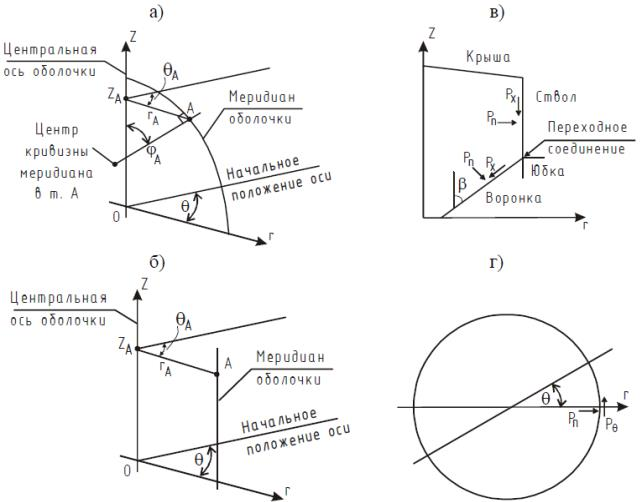 а)
Z
Центральная
ось оболочки
θA
ZA
rA
A
Меридиан
оболочки
φA
Центр
кривизны
меридиана
в т. А
Начальное
положение оси
0
θ
r
в)
Z
Крыша
Px
Ствол
Pn
Переходное
соединение
Pn
Px
Юбка
β
Воронка
r
б)
Z
Центральная
ось оболочки
θA
ZA
rA
A
Меридиан
оболочки
Начальное
положение оси
0
θ
r
г)
θ
r
Pn
Pθ